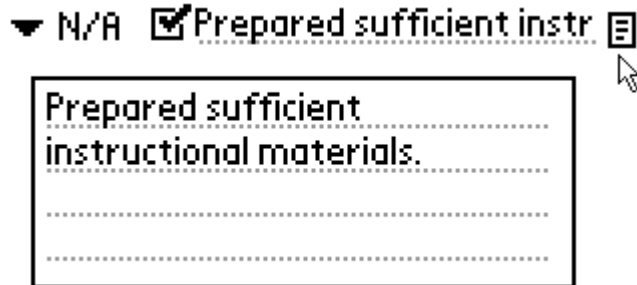 N/A Prepared sufficient instr
Prepared sufficient
instructional materials.